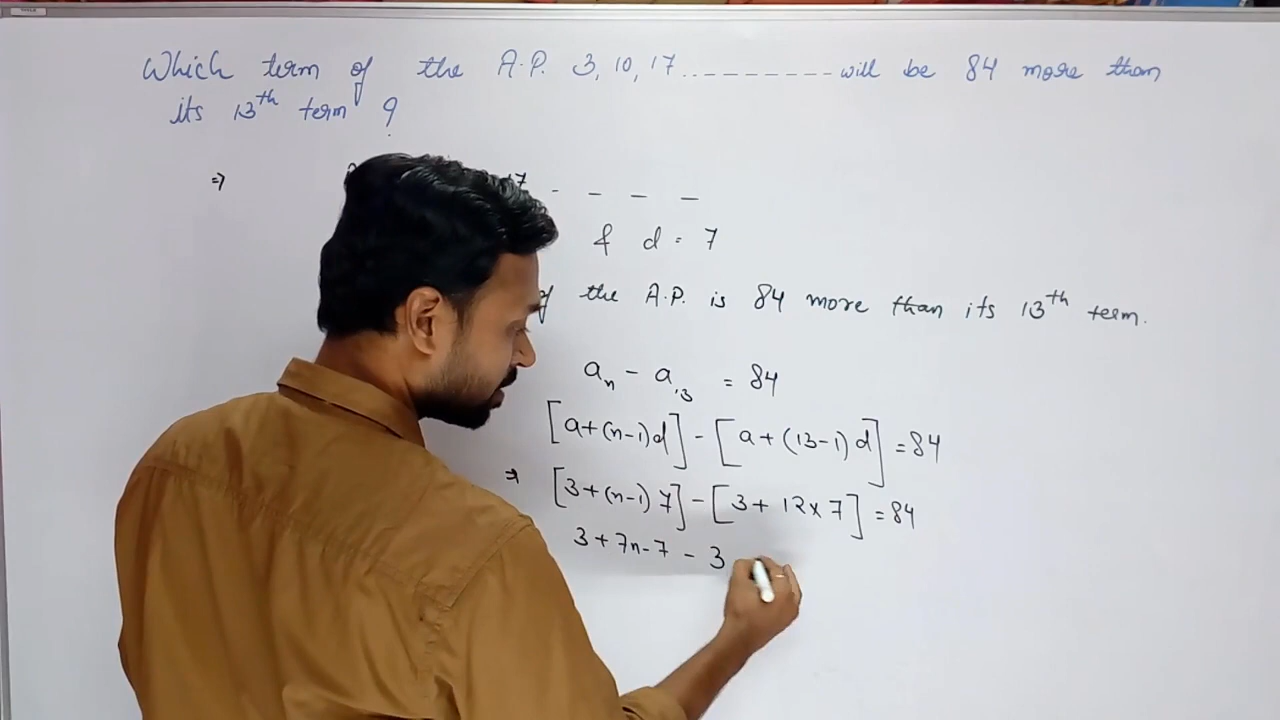 Which term of the A.P. 3, 10, 17 --------- will be 84 more than
its 13th term ?
⇒ 17 - - - -
& d = 7
of the A.P. is 84 more than its 13th term.
an - a13 = 84
[a+(n-1)d] - [a+(13-1)d] = 84
⇒ [3+(n-1)7] - [3+12×7] = 84
3+7n-7 - 3